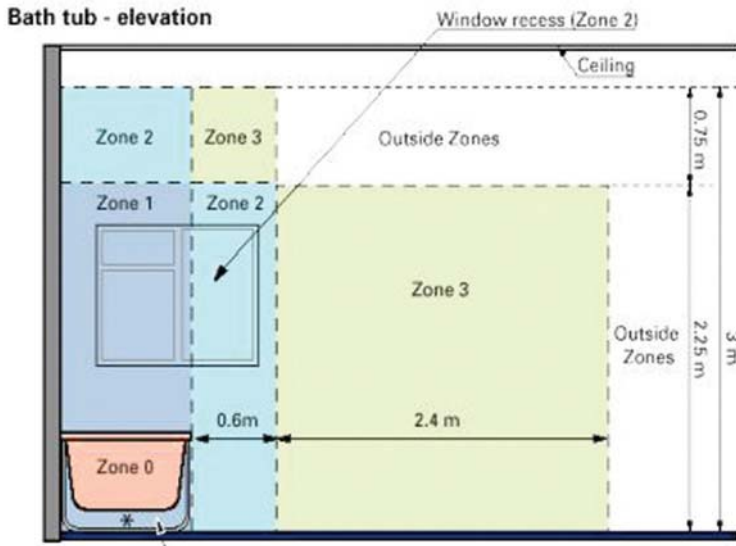 Bath tub - elevation
Window recess (Zone 2)
Ceiling
Zone 2
Zone 3
Outside Zones
0.75 m
Zone 1
Zone 2
Zone 3
Outside
Zones
2.25 m
3 m
0.6m
2.4 m
Zone 0
*